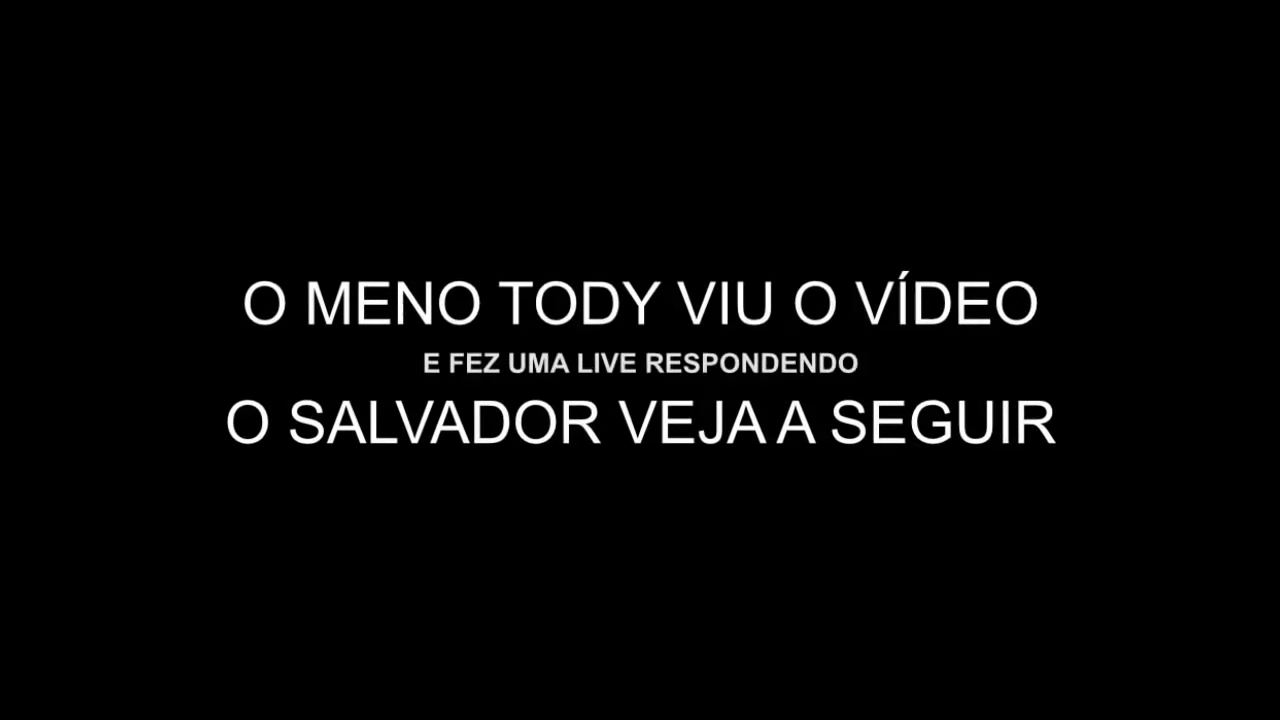 O MENO TODY VIU O VÍDEO
E FEZ UMA LIVE RESPONDENDO
O SALVADOR VEJA A SEGUIR